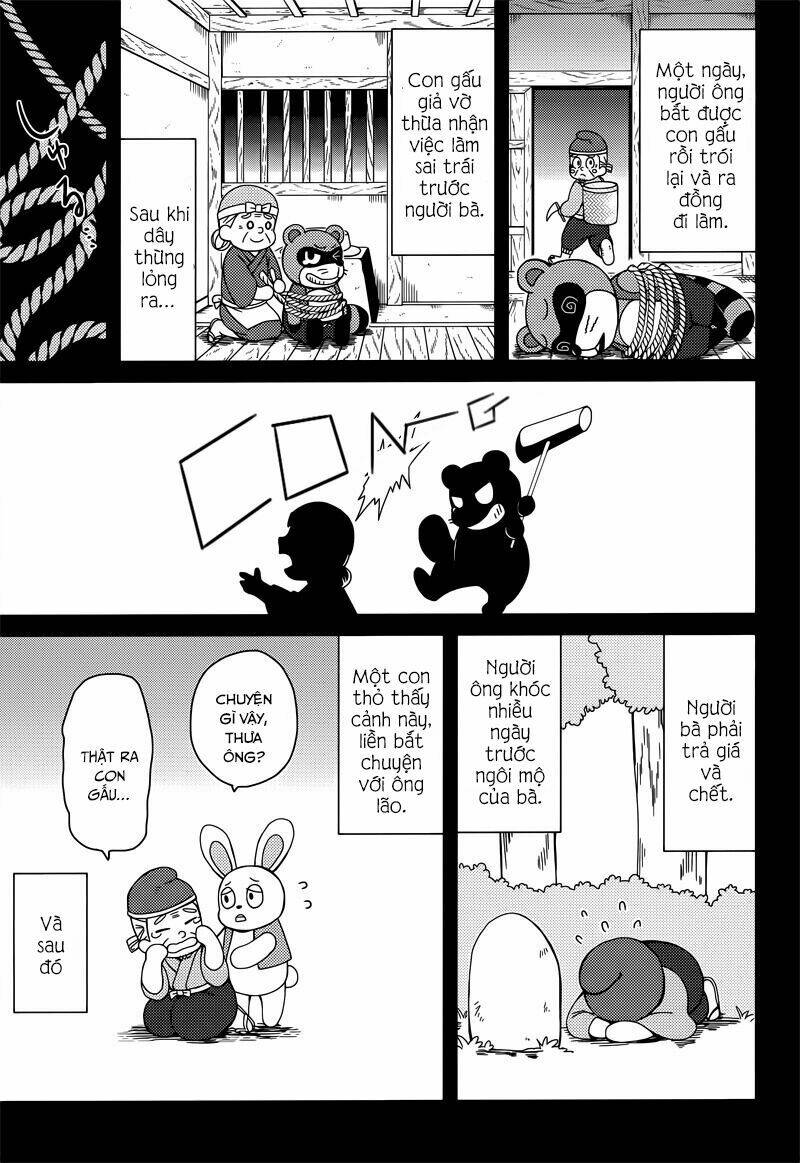 Một ngày,
người ông
bắt được
con gấu
rồi trói
lại và ra
đồng
đi làm.
Con gấu
giả vờ
thừa nhận
việc làm
sai trái
trước
người bà.
Sau khi
dây
thừng
lỏng
ra...
しゅる
CONG
Người
bà phải
trả giá
và
chết.
Người
ông khóc
nhiều
ngày
trước
ngôi mộ
của bà.
Một con
thỏ thấy
cảnh này,
liền bắt
chuyện
với ông
lão.
CHUYỆN
GÌ VẬY,
THƯA
ÔNG?
THẬT RA
CON
GẤU...
Và
sau
đó